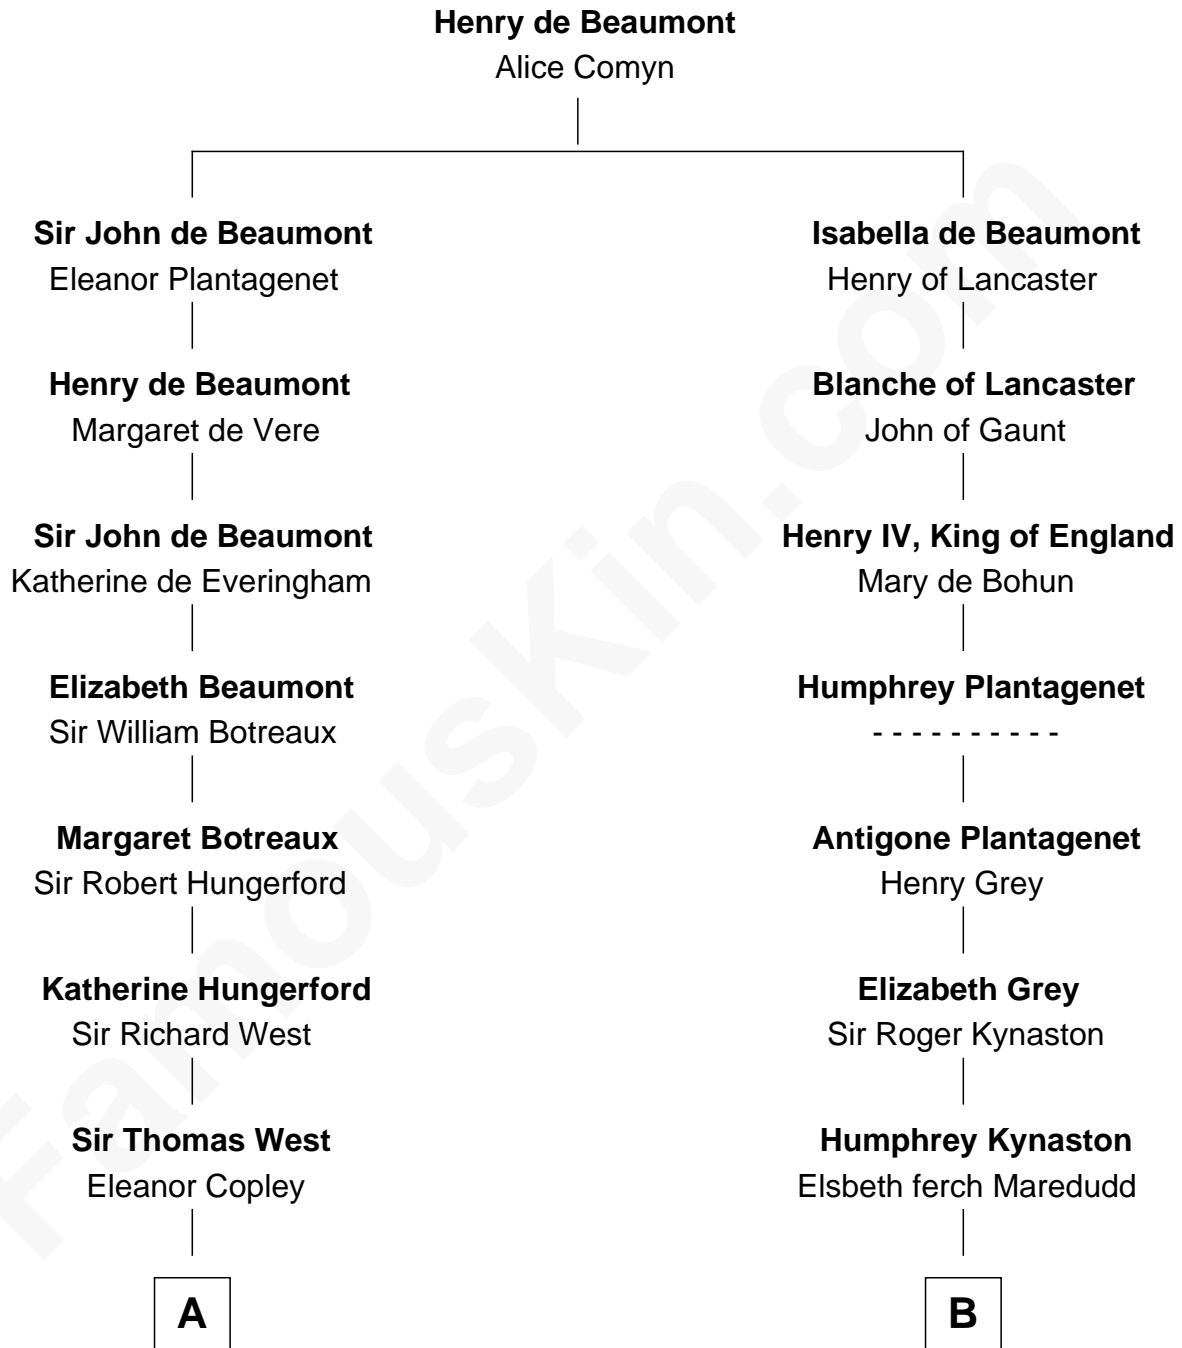 Henry de Beaumont
Alice Comyn
Sir John de Beaumont
Eleanor Plantagenet
Henry de Beaumont
Margaret de Vere
Sir John de Beaumont
Katherine de Everingham
Elizabeth Beaumont
Sir William Botreaux
Margaret Botreaux
Sir Robert Hungerford
Katherine Hungerford
Sir Richard West
Sir Thomas West
Eleanor Copley
A
Isabella de Beaumont
Henry of Lancaster
Blanche of Lancaster
John of Gaunt
Henry IV, King of England
Mary de Bohun
Humphrey Plantagenet
- - - - - - - - - -
Antigone Plantagenet
Henry Grey
Elizabeth Grey
Sir Roger Kynaston
Humphrey Kynaston
Elsbeth ferch Maredudd
B
FamousKin.com